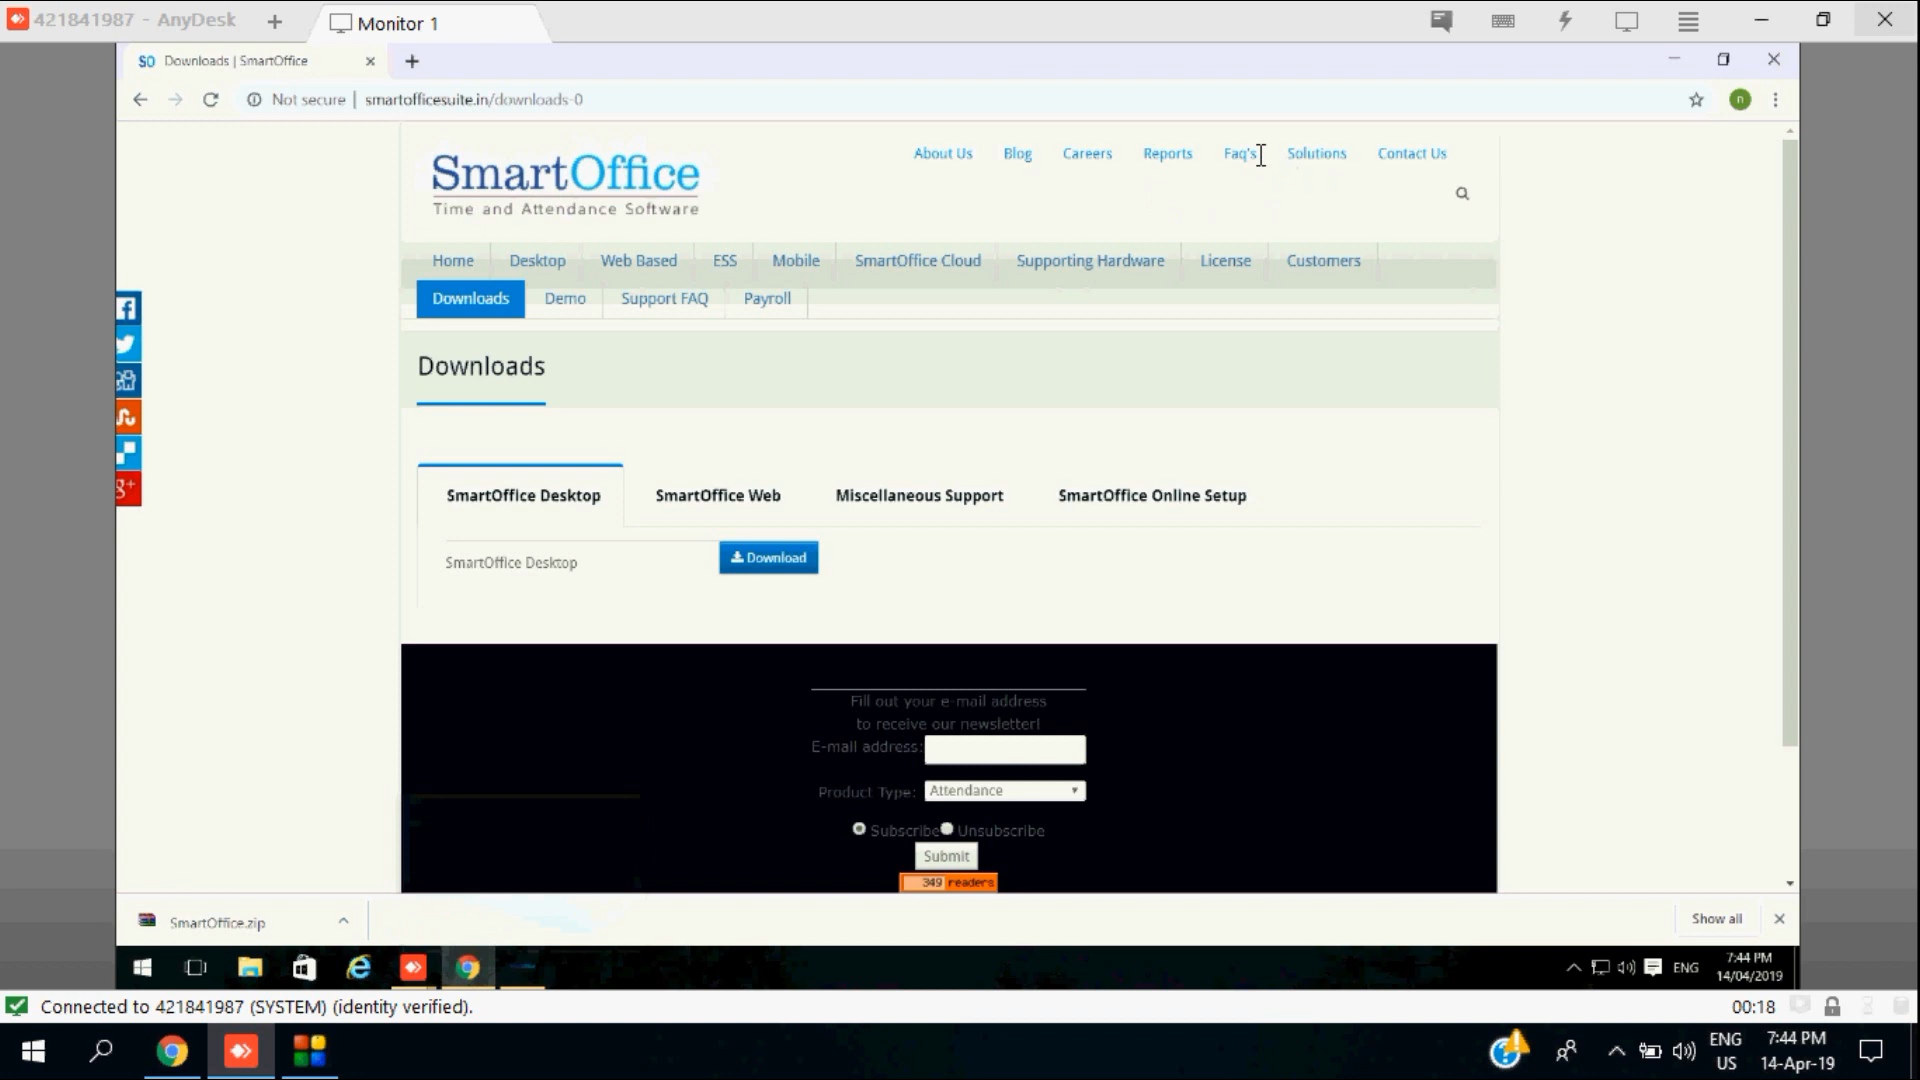 421841987 - AnyDesk
Monitor 1
SO Downloads | SmartOffice
Not secure | smartofficesuite.in/downloads-0
n
SmartOffice
Time and Attendance Software
About Us Blog Careers Reports Faq's Solutions Contact Us
Home Desktop Web Based ESS Mobile SmartOffice Cloud Supporting Hardware License Customers
Downloads Demo Support FAQ Payroll
Downloads
SmartOffice Desktop SmartOffice Web Miscellaneous Support SmartOffice Online Setup
SmartOffice Desktop Download
Fill out your e-mail address
to receive our newsletter!
E-mail address:
Product Type: Attendance
Subscribe Unsubscribe
Submit
349 readers
SmartOffice.zip
Show all
ENG
7:44 PM
14/04/2019
Connected to 421841987 (SYSTEM) (identity verified).
00:18
ENG
US
7:44 PM
14-Apr-19